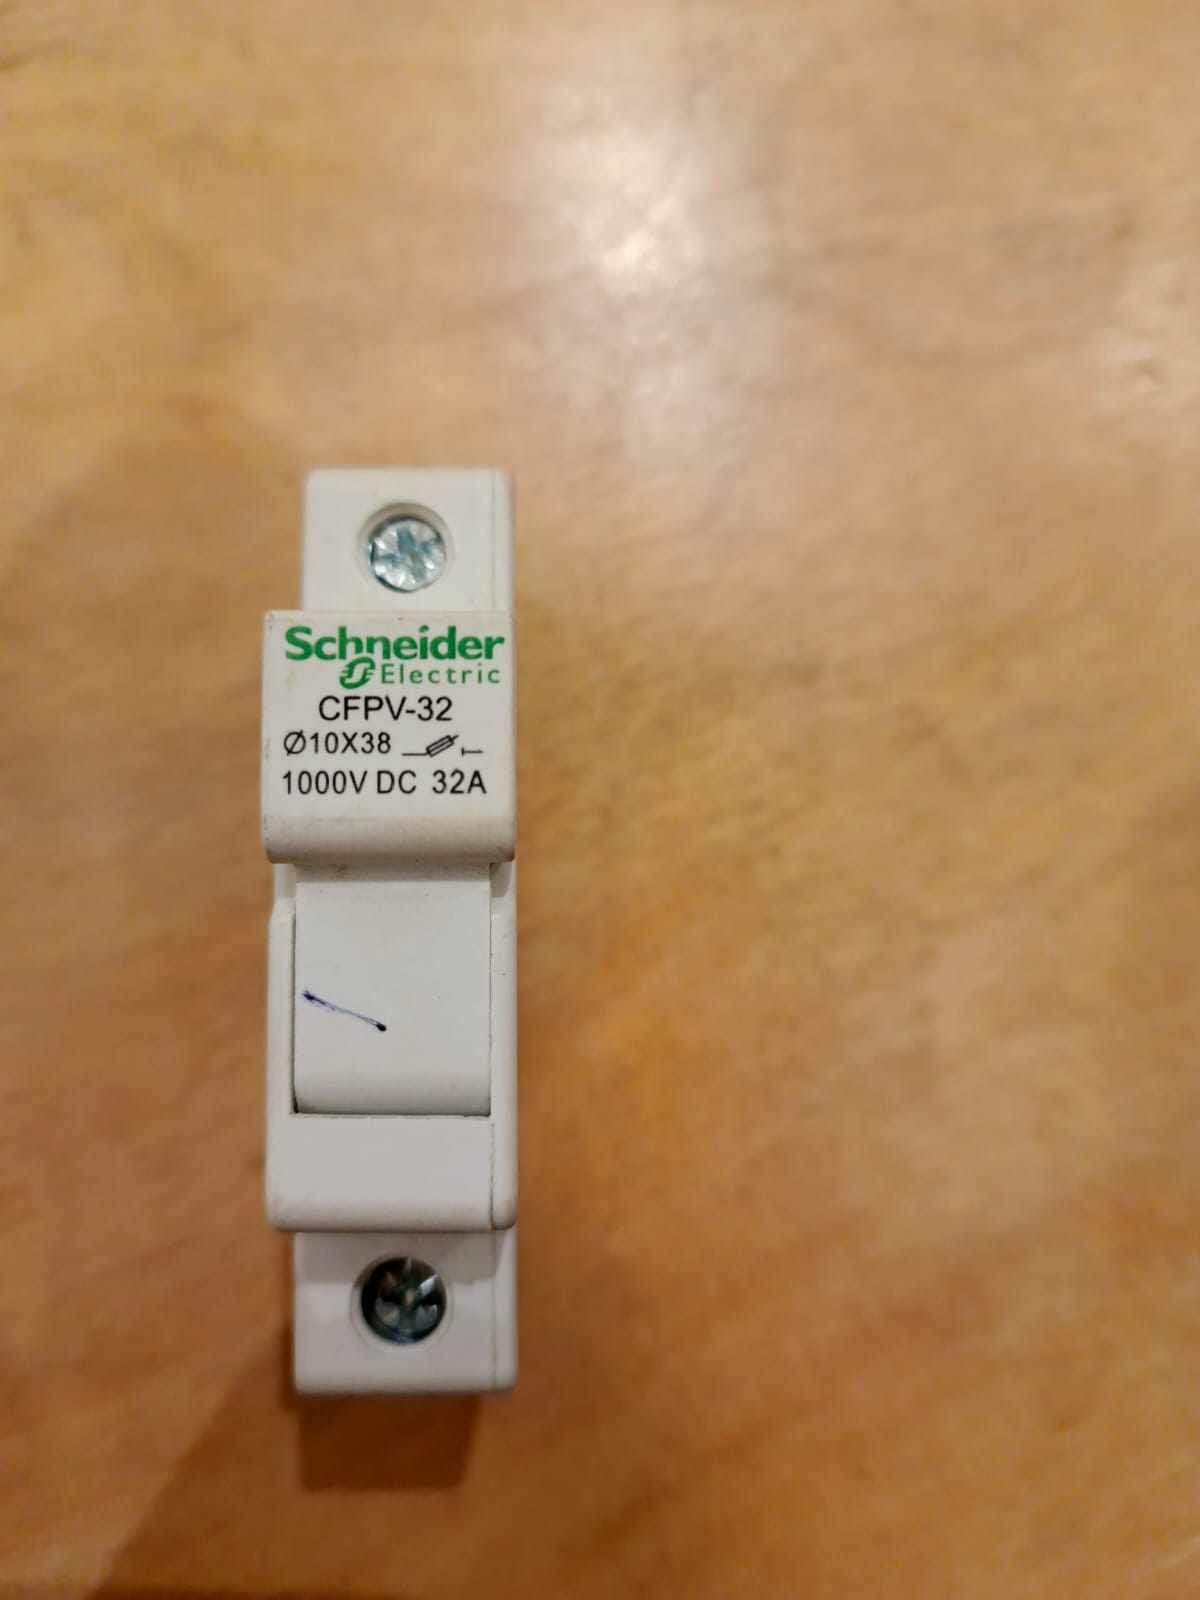 Schneider
Electric
CFPV-32
Ø10X38
1000V DC 32A